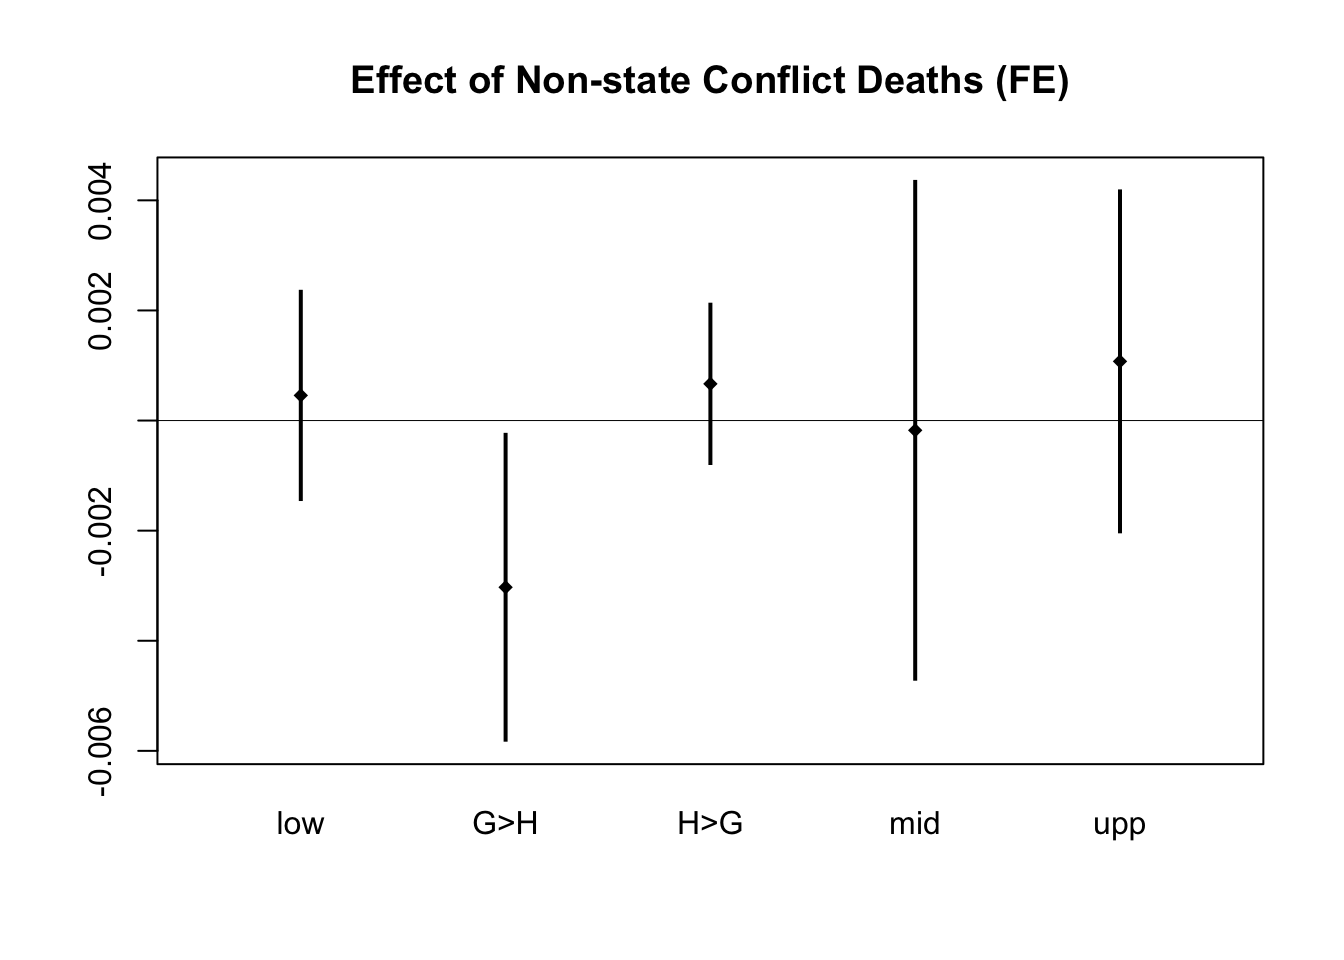 Effect of Non-state Conflict Deaths (FE)
0.004
0.002
-0.002
-0.006
low G>H H>G mid upp